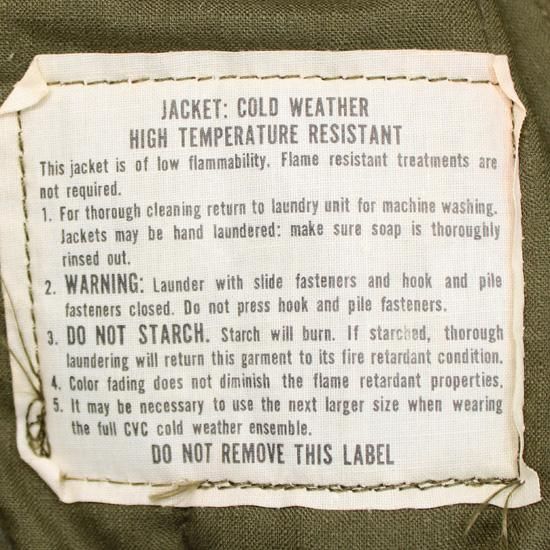 JACKET: COLD WEATHER
HIGH TEMPERATURE RESISTANT
This jacket is of low flammability. Flame resistant treatments are
not required.
1. For thorough cleaning return to laundry unit for machine washing.
Jackets may be hand laundered: make sure soap is thoroughly
rinsed out.
2. WARNING: Launder with slide fasteners and hook and pile
fasteners closed. Do not press hook and pile fasteners.
3. DO NOT STARCH. Starch will burn. If starched, thorough
laundering will return this garment to its fire retardant condition.
4. Color fading does not diminish the flame retardant properties.
5. It may be necessary to use the next larger size when wearing
the full CVC cold weather ensemble.
DO NOT REMOVE THIS LABEL